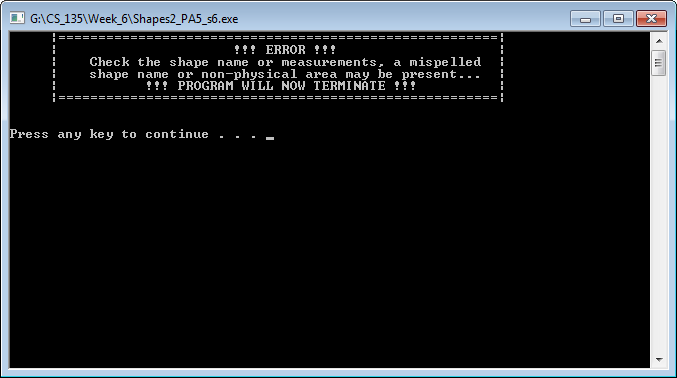 G:\CS_135\Week_6\Shapes2_PA5_s6.exe
¦=======================================================¦
¦                      !!! ERROR !!!                    ¦
¦    Check the shape name or measurements, a mispelled  ¦
¦    shape name or non-physical area may be present...  ¦
¦           !!! PROGRAM WILL NOW TERMINATE !!!          ¦
¦=======================================================¦
Press any key to continue . . . _